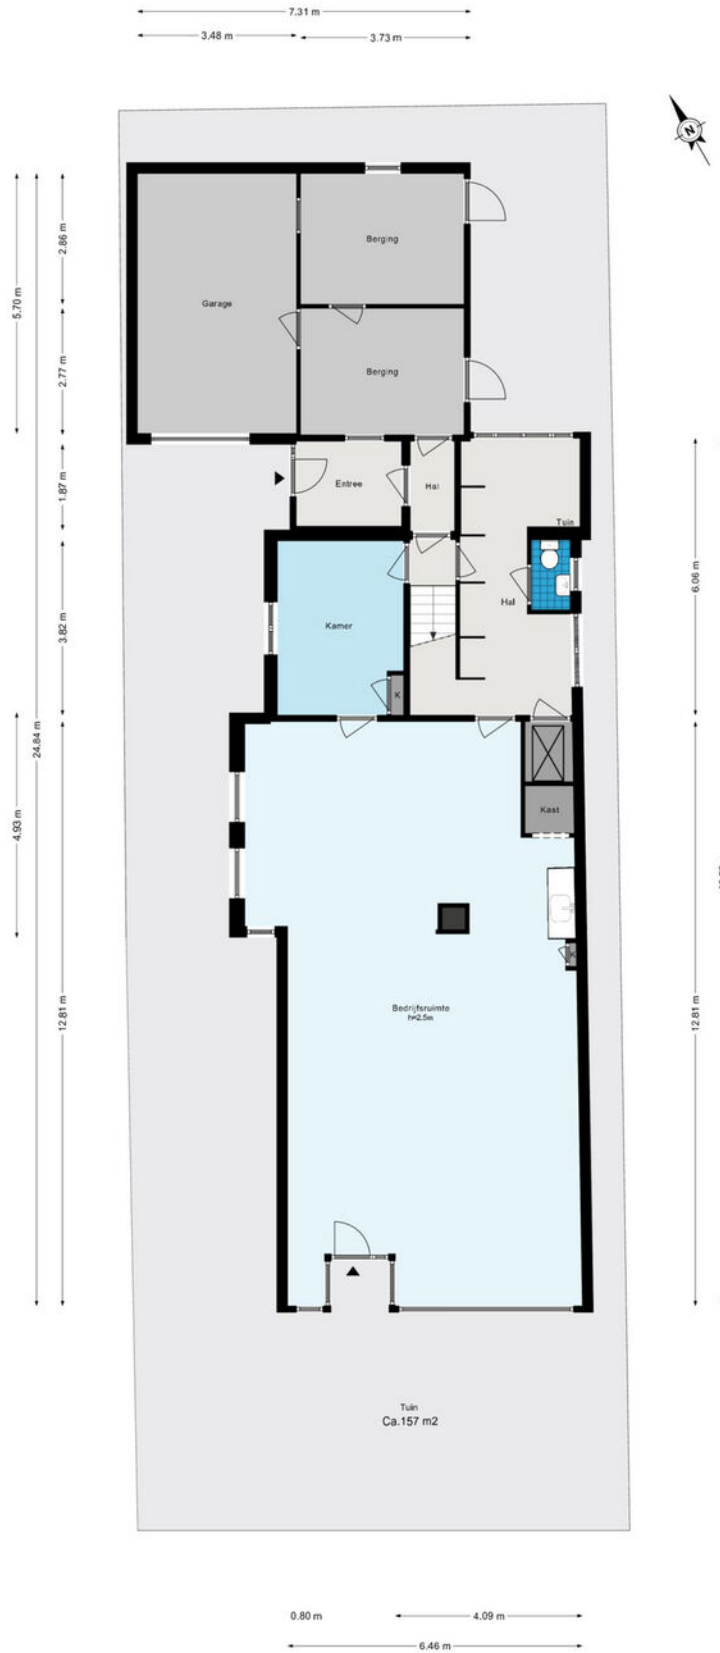 7.31 m
3.48 m
3.73 m
N
2.86 m
Berging
5.70 m
Garage
2.77 m
Berging
1.87 m
Entree
Hal
Tuin
3.82 m
6.06 m
Hal
Kamer
K
24.84 m
4.93 m
Kast
K
12.81 m
Bedrijfsruimte
h=2.5m
12.81 m
Tuin
Ca.157 m2
0.80 m
4.09 m
6.46 m